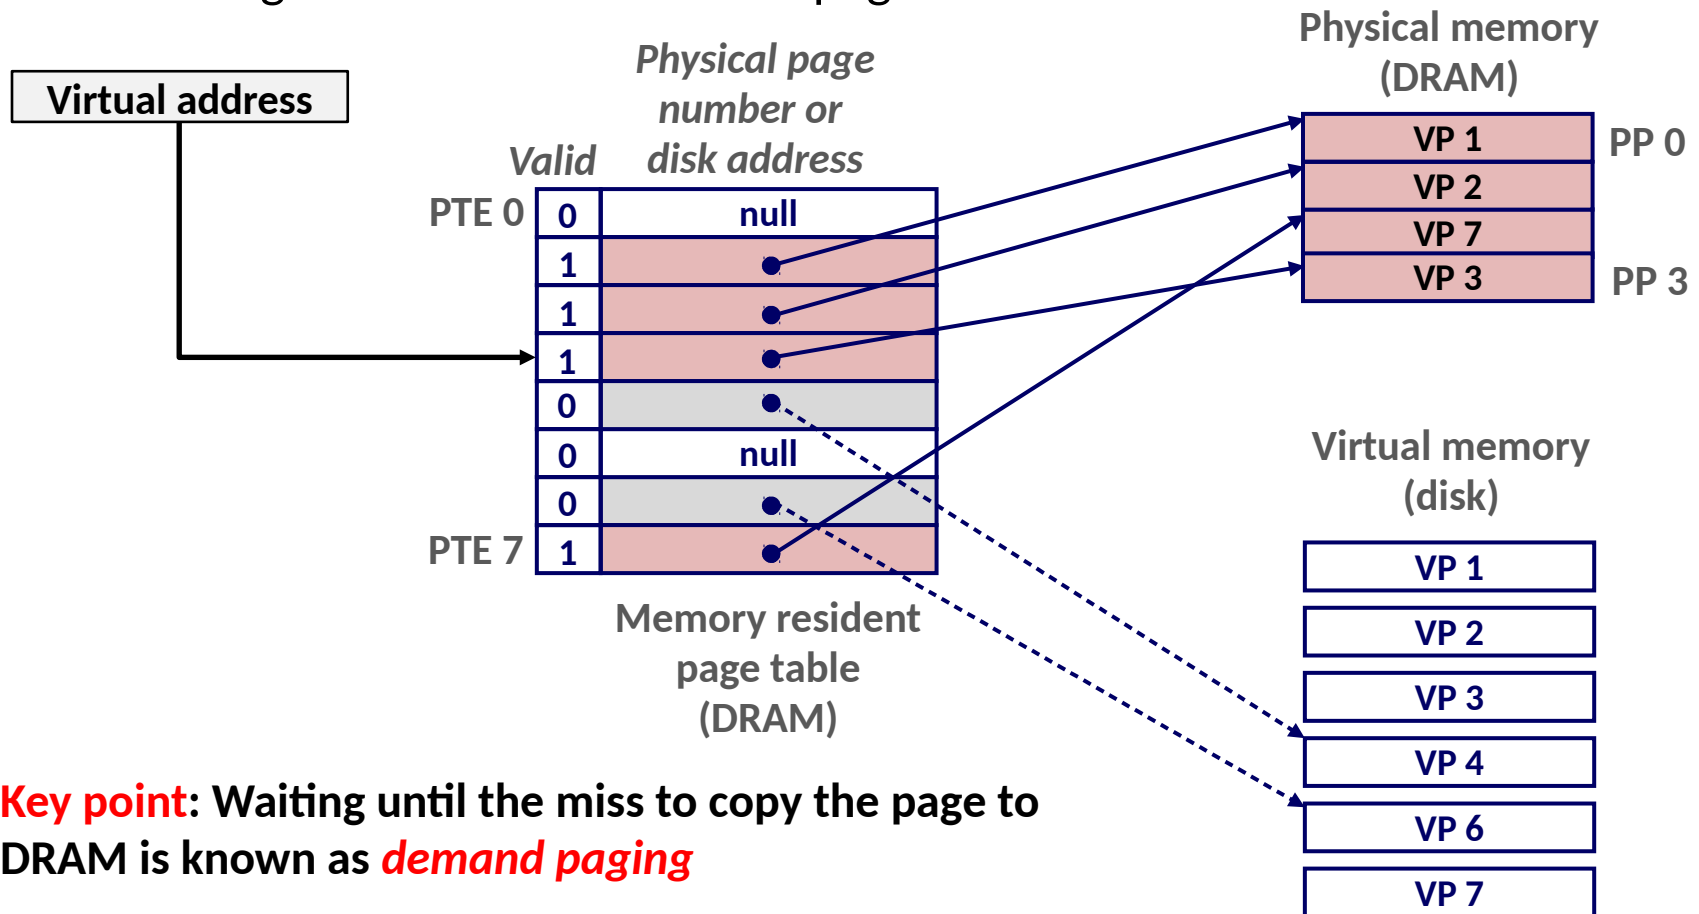 Physical memory
(DRAM)
Virtual address
Physical page
number or
disk address
Valid
PTE 0
0
null
1
1
1
0
0
null
0
PTE 7
1
VP 1
PP 0
VP 2
VP 7
VP 3
PP 3
Memory resident
page table
(DRAM)
Virtual memory
(disk)
VP 1
VP 2
VP 3
VP 4
VP 6
VP 7
Key point: Waiting until the miss to copy the page to
DRAM is known as demand paging